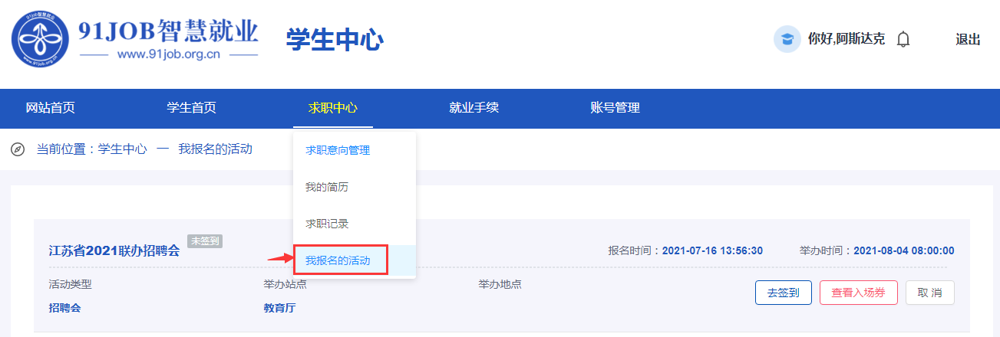 91JOB智慧就业
www.91job.org.cn
学生中心
你好,阿斯达克
退出
网站首页
学生首页
求职中心
就业手续
账号管理
当前位置：学生中心 — 我报名的活动
求职意向管理
我的简历
求职记录
我报名的活动
江苏省2021联办招聘会
未签到
报名时间：2021-07-16 13:56:30
举办时间：2021-08-04 08:00:00
活动类型
举办站点
举办地点
招聘会
教育厅
去签到
查看入场券
取 消